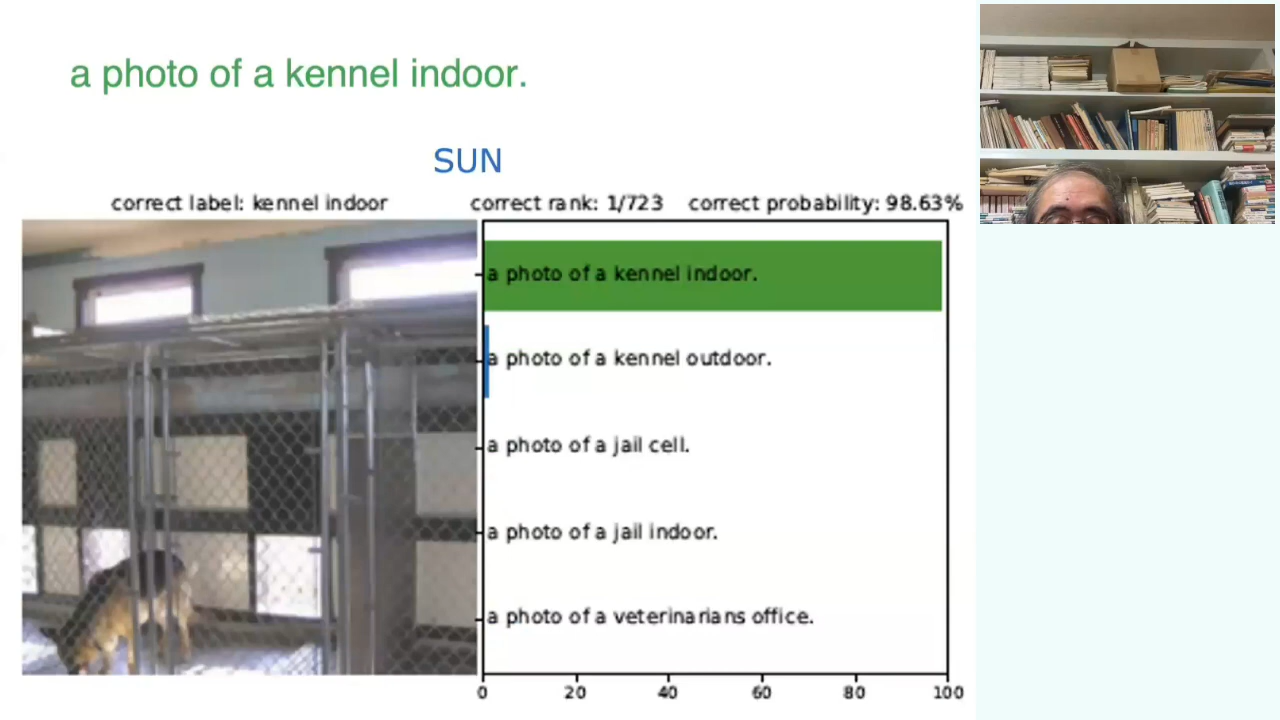 a photo of a kennel indoor.
SUN
correct label: kennel indoor
correct rank: 1/723 correct probability: 98.63%
a photo of a kennel indoor.
a photo of a kennel outdoor.
a photo of a jail cell.
a photo of a jail indoor.
a photo of a veterinarians office.
0 20 40 60 80 100